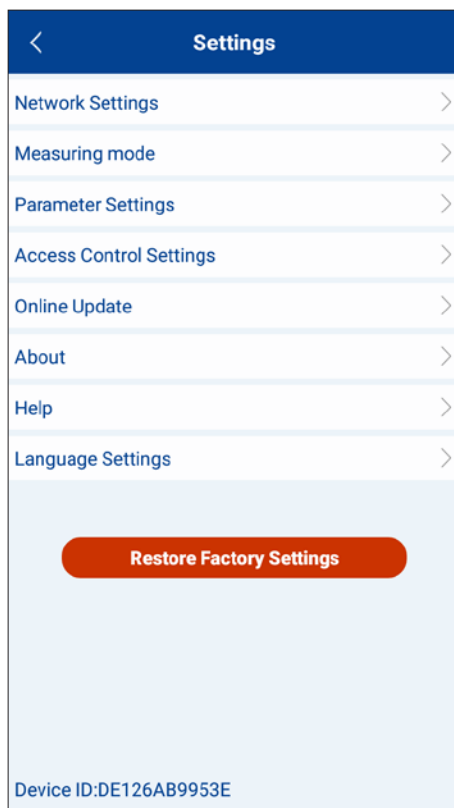 Settings
Network Settings
Measuring mode
Parameter Settings
Access Control Settings
Online Update
About
Help
Language Settings
Restore Factory Settings
Device ID:DE126AB9953E